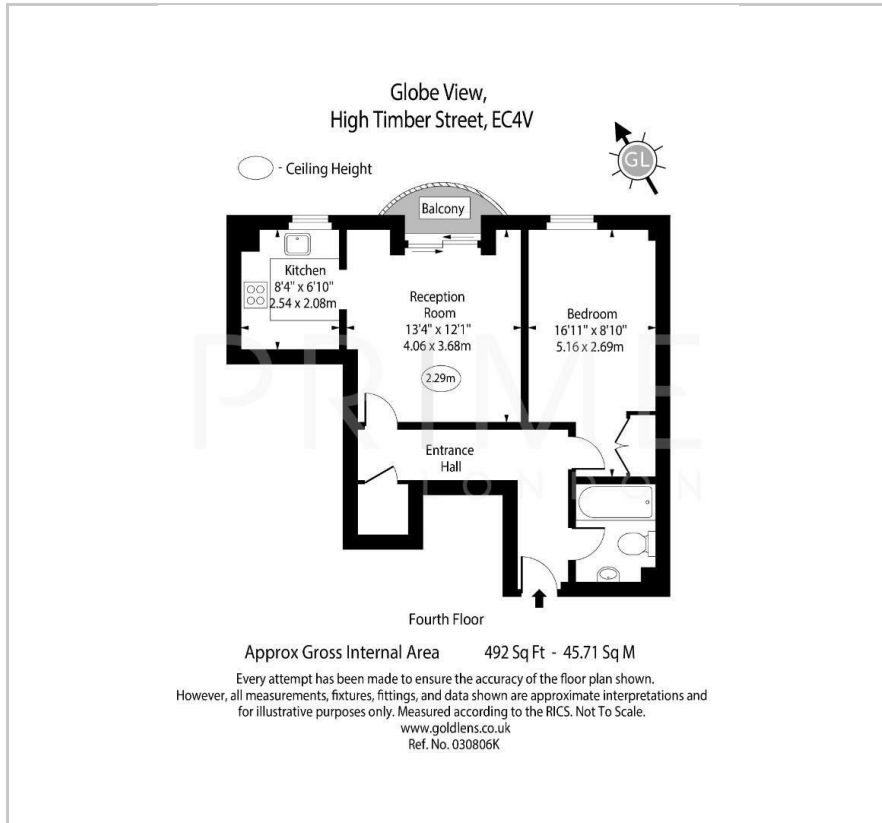 Globe View,
High Timber Street, EC4V
GL
- Ceiling Height
Balcony
Kitchen
8'4" x 6'10"
2.54 x 2.08m
Reception
Room
13'4" x 12'1"
4.06 x 3.68m
2.29m
Bedroom
16'11" x 8'10"
5.16 x 2.69m
PRIME
LONDON
Entrance
Hall
Fourth Floor
Approx Gross Internal Area 492 Sq Ft - 45.71 Sq M
Every attempt has been made to ensure the accuracy of the floor plan shown.
However, all measurements, fixtures, fittings, and data shown are approximate interpretations and
for illustrative purposes only. Measured according to the RICS. Not To Scale.
www.goldlens.co.uk
Ref. No. 030806K